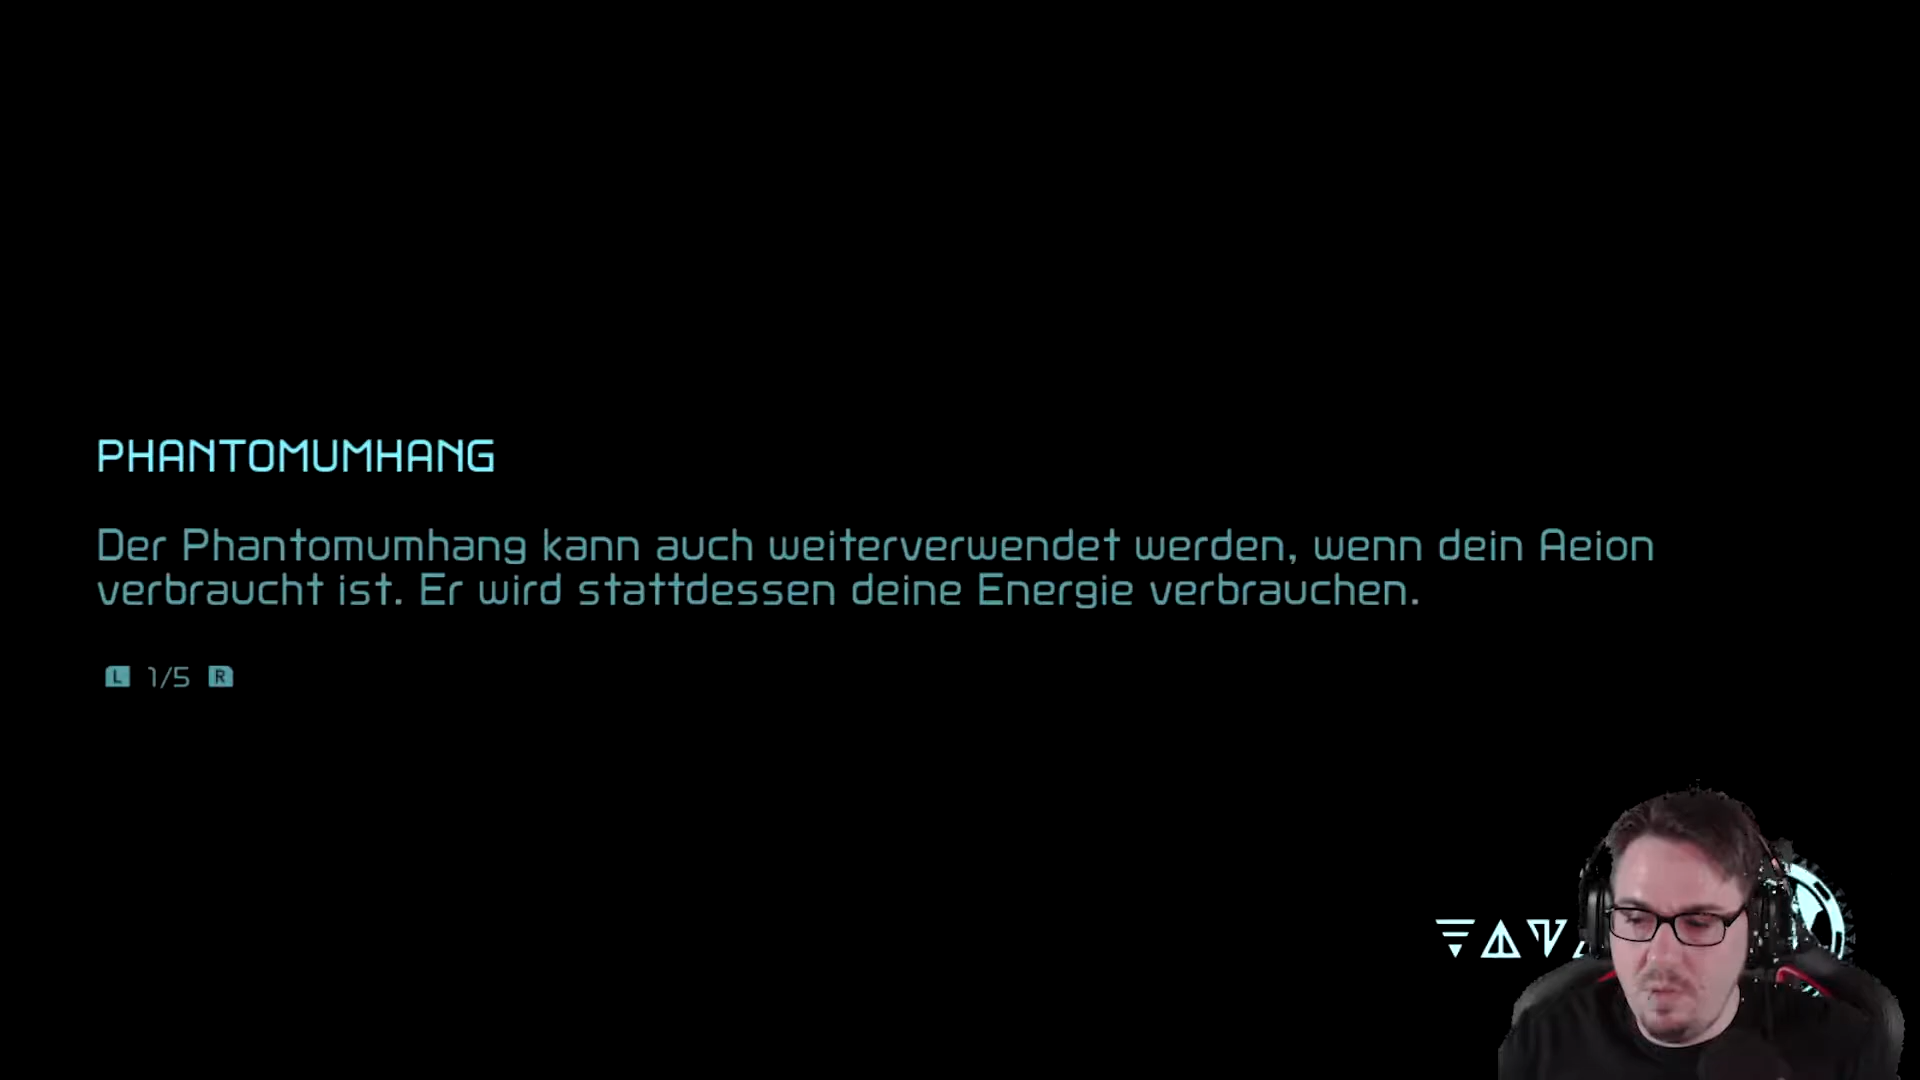 PHANTOMUMHANG
Der Phantomumhang kann auch weiterverwendet werden, wenn dein Aeion
verbraucht ist. Er wird stattdessen deine Energie verbrauchen.
L 1/5 R